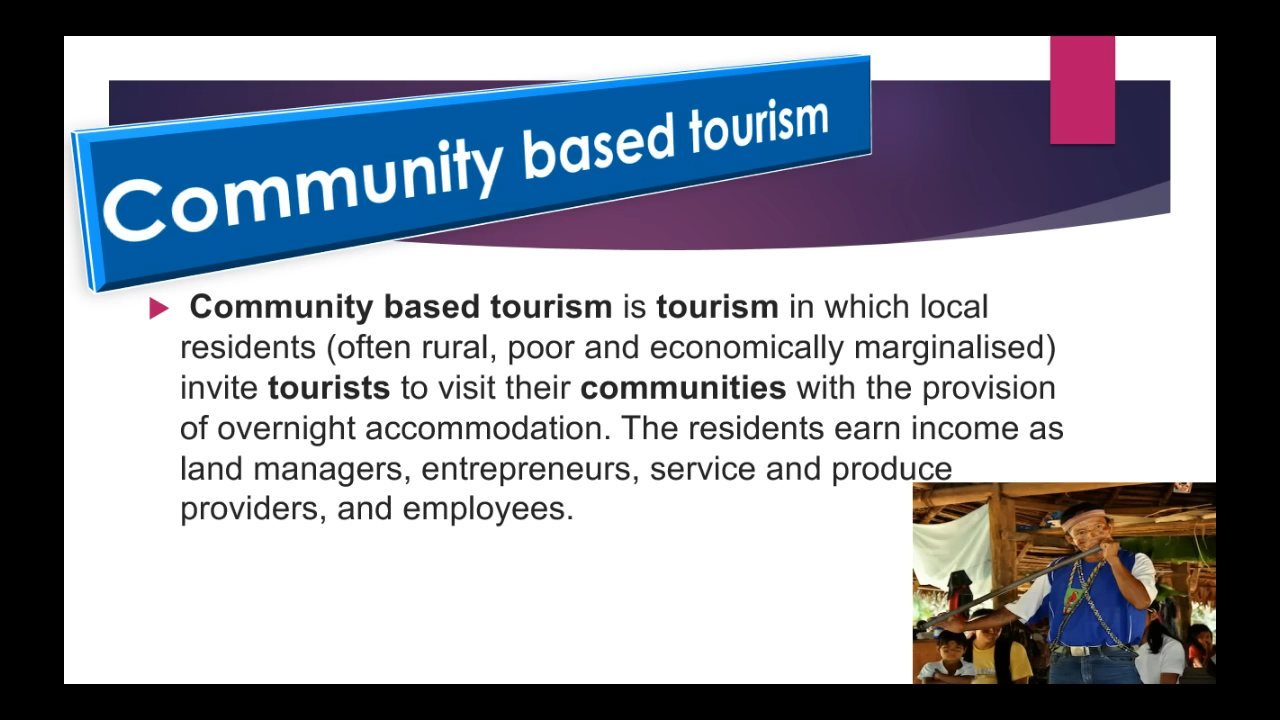 Community based tourism
Community based tourism is tourism in which local
residents (often rural, poor and economically marginalised)
invite tourists to visit their communities with the provision
of overnight accommodation. The residents earn income as
land managers, entrepreneurs, service and produce
providers, and employees.